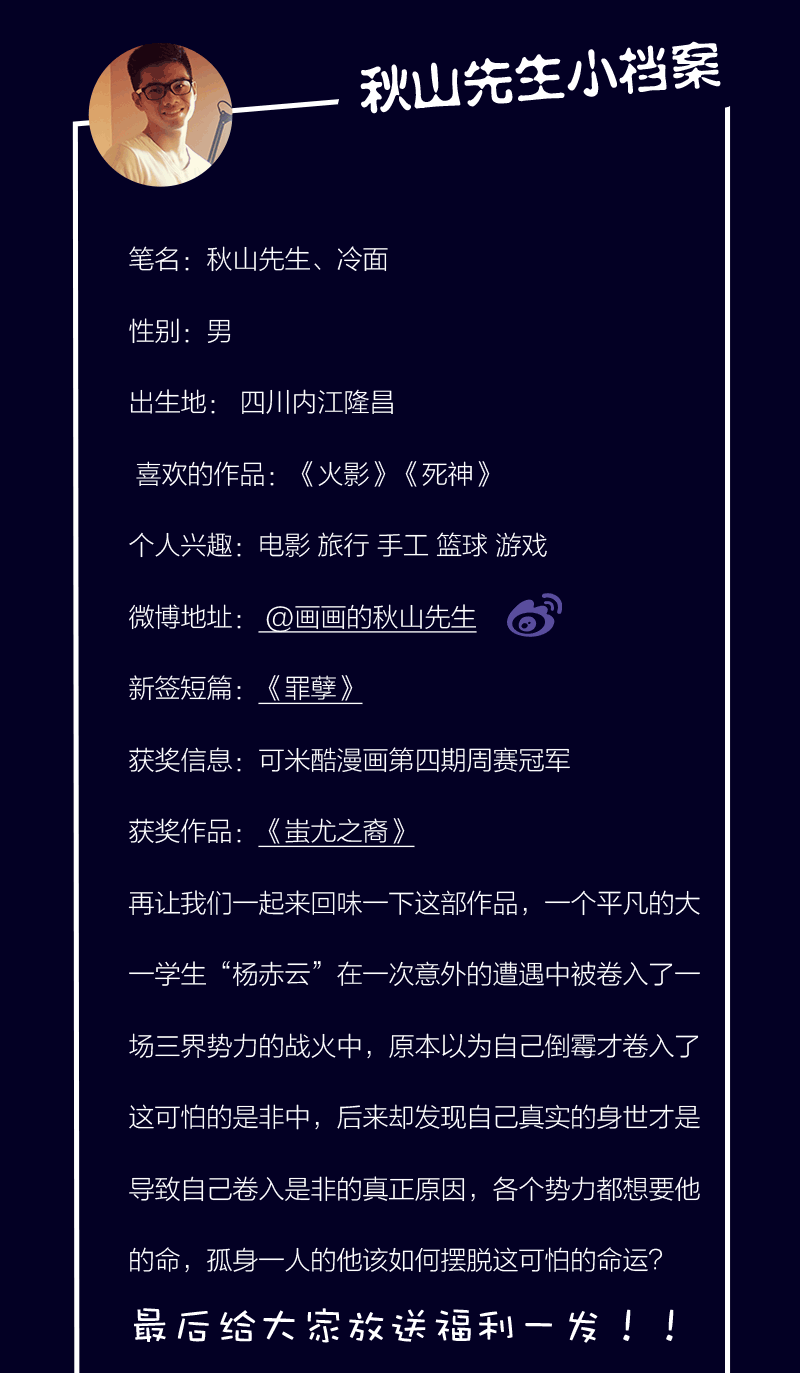 秋山先生小档案
笔名：秋山先生、冷面
性别：男
出生地： 四川内江隆昌
喜欢的作品：《火影》《死神》
个人兴趣：电影 旅行 手工 篮球 游戏
微博地址： @画画的秋山先生
新签短篇：《罪孽》
获奖信息：可米酷漫画第四期周赛冠军
获奖作品：《蚩尤之裔》
再让我们一起来回味一下这部作品，一个平凡的大
一学生“杨赤云”在一次意外的遭遇中被卷入了一
场三界势力的战火中，原本以为自己倒霉才卷入了
这可怕的是非中，后来却发现自己真实的身世才是
导致自己卷入是非的真正原因，各个势力都想要他
的命，孤身一人的他该如何摆脱这可怕的命运？
最后给大家放送福利一发！！